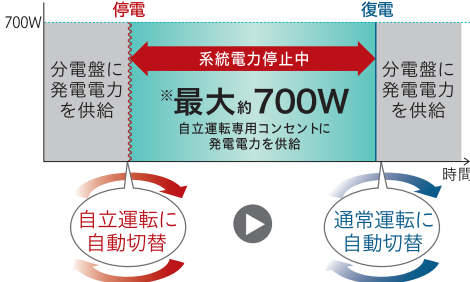 停電
復電
700W
分電盤に
発電電力
を供給
系統電力停止中
※最大約700W
自立運転専用コンセントに
発電電力を供給
分電盤に
発電電力
を供給
時間
自立運転に
自動切替
通常運転に
自動切替